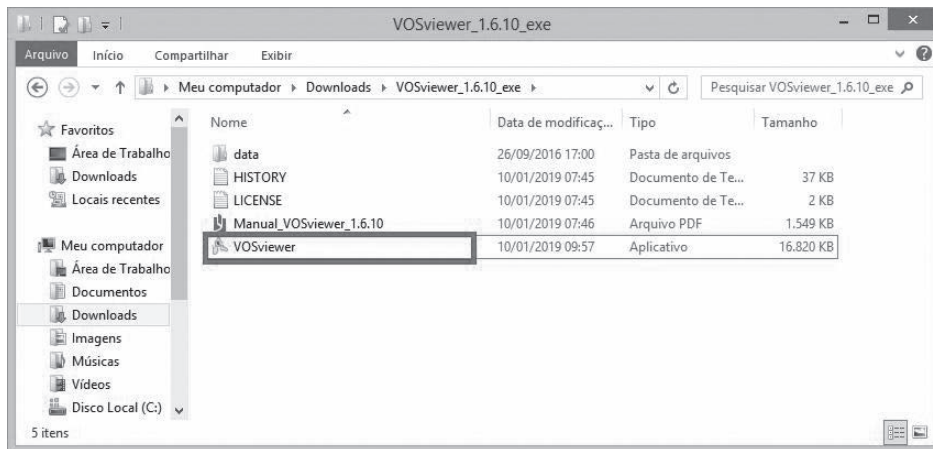 VOSviewer_1.6.10_exe
Arquivo Início Compartilhar Exibir
Meu computador Downloads VOSviewer_1.6.10_exe Pesquisar VOSviewer_1.6.10_exe
Favoritos
Área de Trabalho
Downloads
Locais recentes
Meu computador
Área de Trabalho
Documentos
Downloads
Imagens
Músicas
Vídeos
Disco Local (C:)
Nome Data de modificaç... Tipo Tamanho
data 26/09/2016 17:00 Pasta de arquivos
HISTORY 10/01/2019 07:45 Documento de Te... 37 KB
LICENSE 10/01/2019 07:45 Documento de Te... 2 KB
Manual_VOSviewer_1.6.10 10/01/2019 07:46 Arquivo PDF 1.549 KB
VOSviewer 10/01/2019 09:57 Aplicativo 16.820 KB
5 itens